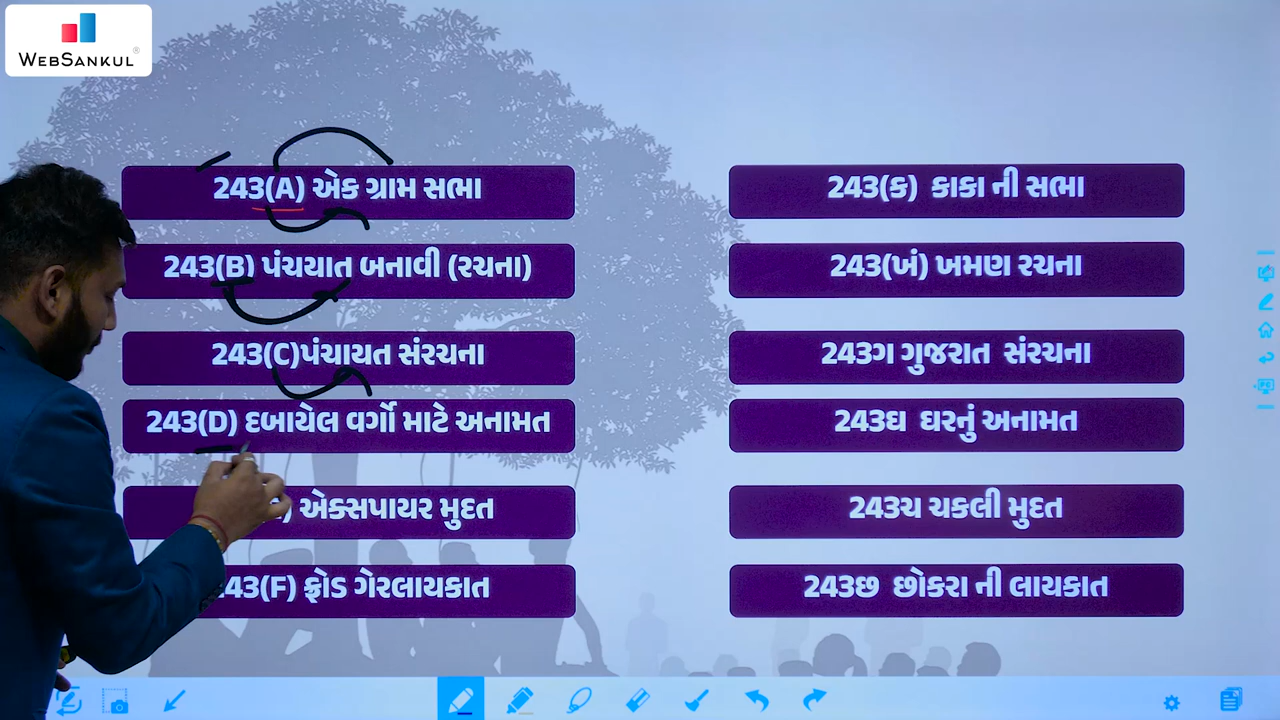 WEBSANKUL®
243(A) એક ગ્રામ સભા
243(B) પંચયાત બનાવી (રચના)
243(C)પંચાયત સંરચના
243(D) દબાયેલ વર્ગો માટે અનામત
એક્સપાયર મુદત
243(F) ફ્રોડ ગેરલાયકાત
243(ક) કાકા ની સભા
243(ખં) ખમણ રચના
243ગ ગુજરાત સંરચના
243ઘ ઘરનું અનામત
243ચ ચકલી મુદત
243છ છોકરા ની લાયકાત